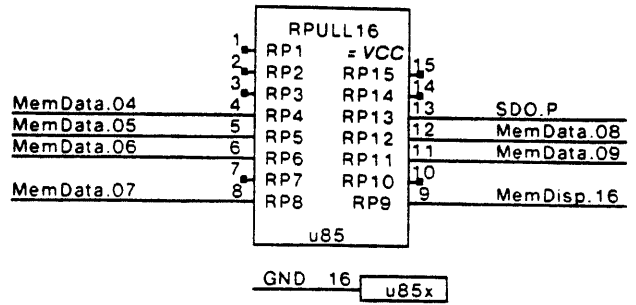 RPULL16
= VCC
1 RP1
2 RP2 RP15 15
3 RP3 RP14 14
MemData.04 4 RP4 RP13 13 SDO.P
MemData.05 5 RP5 RP12 12 MemData.08
MemData.06 6 RP6 RP11 11 MemData.09
7 RP7 RP10 10
MemData.07 8 RP8 RP9 9 MemDisp.16
u85
GND 16 u85x